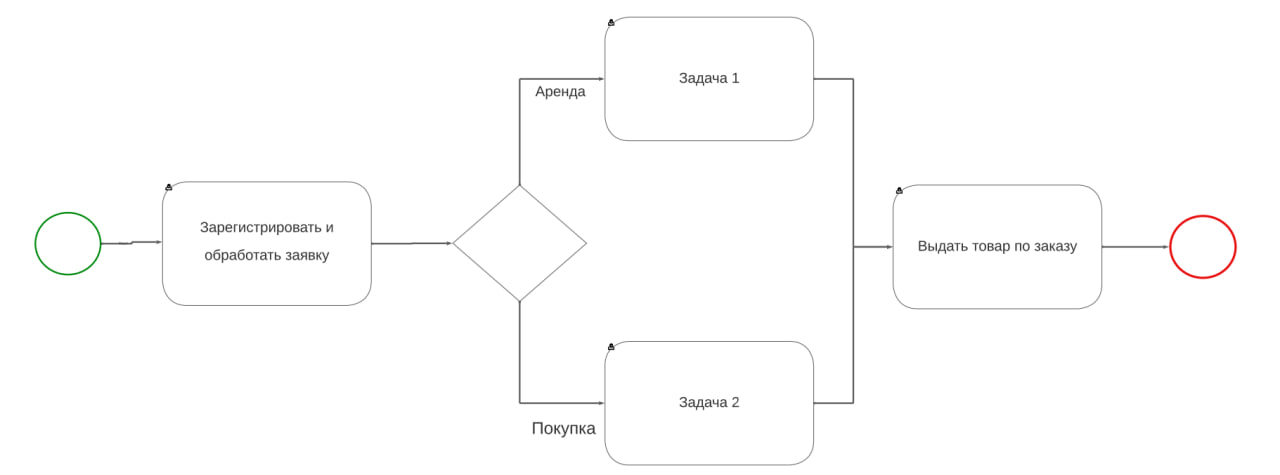 Зарегистрировать и
обработать заявку
Аренда
Задача 1
Покупка
Задача 2
Выдать товар по заказу